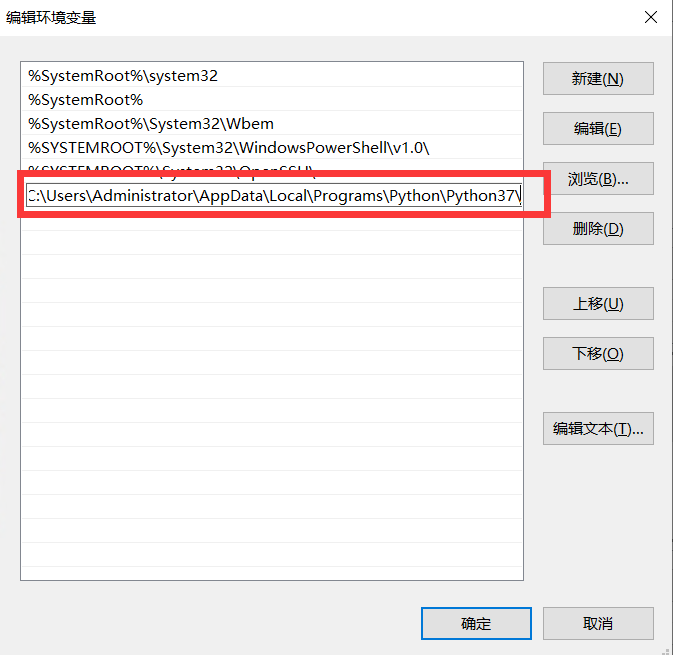 编辑环境变量
%SystemRoot%\system32
%SystemRoot%
%SystemRoot%\System32\Wbem
%SYSTEMROOT%\System32\WindowsPowerShell\v1.0\
%SYSTEMROOT%\System32\OpenSSH\
C:\Users\Administrator\AppData\Local\Programs\Python\Python37\
新建(N)
编辑(E)
浏览(B)...
删除(D)
上移(U)
下移(O)
编辑文本(T)...
确定
取消